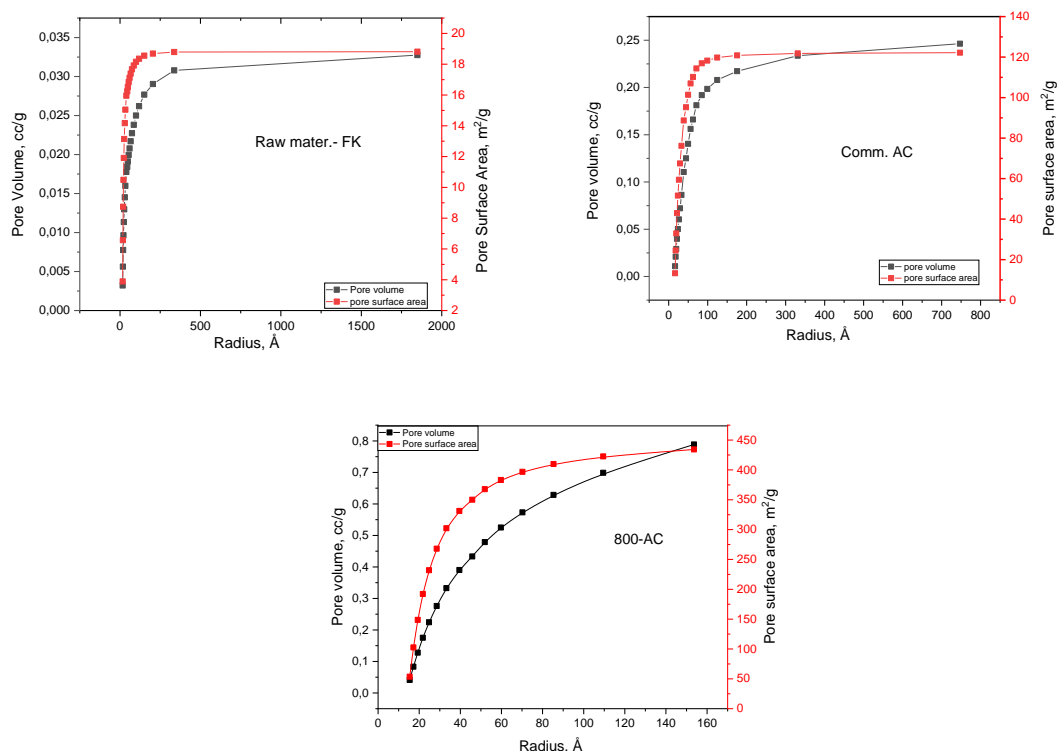 0,035
0,030
0,025
0,020
0,015
0,010
0,005
0,000
Pore Volume, cc/g
Raw mater.- FK
Pore volume
pore surface area
20
18
16
14
12
10
8
6
4
2
Pore Surface Area, m²/g
0 500 1000 1500 2000
Radius, Å
0,25
0,20
0,15
0,10
0,05
0,00
Pore volume, cc/g
Comm. AC
pore volume
pore surface area
140
120
100
80
60
40
20
0
Pore surface area, m²/g
0 100 200 300 400 500 600 700 800
Radius, Å
0,8
0,7
0,6
0,5
0,4
0,3
0,2
0,1
0,0
Pore volume, cc/g
Pore volume
Pore surface area
800-AC
450
400
350
300
250
200
150
100
50
0
Pore surface area, m²/g
0 20 40 60 80 100 120 140 160
Radius, Å